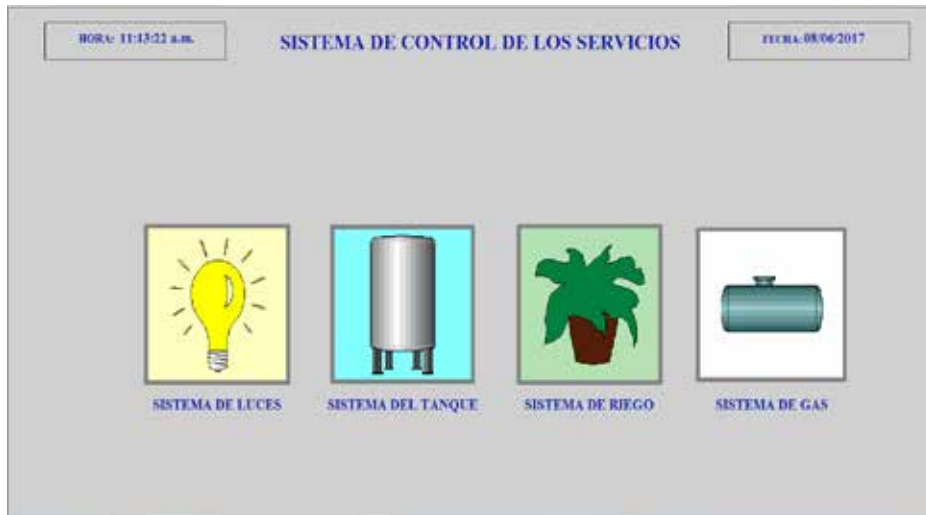 HORA: 11:13:22 a.m.
SISTEMA DE CONTROL DE LOS SERVICIOS
FECHA: 08/06/2017
SISTEMA DE LUCES
SISTEMA DEL TANQUE
SISTEMA DE RIEGO
SISTEMA DE GAS